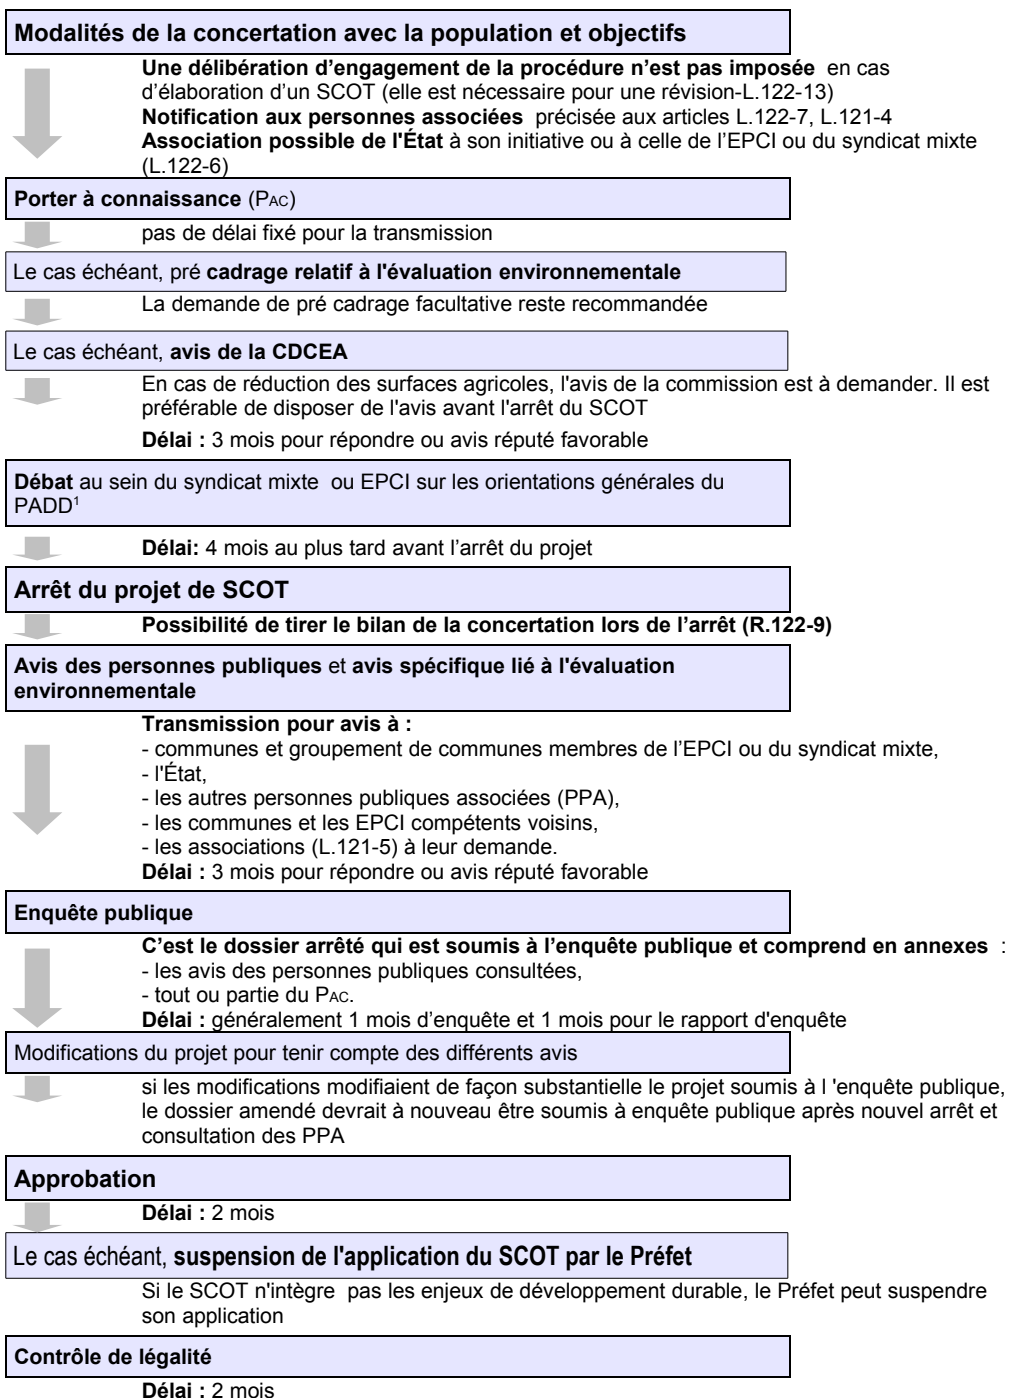 Modalités de la concertation avec la population et objectifs
Une délibération d’engagement de la procédure n’est pas imposée en cas
d’élaboration d’un SCOT (elle est nécessaire pour une révision-L.122-13)
Notification aux personnes associées précisée aux articles L.122-7, L.121-4
Association possible de l'État à son initiative ou à celle de l’EPCI ou du syndicat mixte
(L.122-6)
Porter à connaissance (PAC)
pas de délai fixé pour la transmission
Le cas échéant, pré cadrage relatif à l'évaluation environnementale
La demande de pré cadrage facultative reste recommandée
Le cas échéant, avis de la CDCEA
En cas de réduction des surfaces agricoles, l'avis de la commission est à demander. Il est
préférable de disposer de l'avis avant l'arrêt du SCOT
Délai : 3 mois pour répondre ou avis réputé favorable
Débat au sein du syndicat mixte ou EPCI sur les orientations générales du
PADD1
Délai: 4 mois au plus tard avant l’arrêt du projet
Arrêt du projet de SCOT
Possibilité de tirer le bilan de la concertation lors de l’arrêt (R.122-9)
Avis des personnes publiques et avis spécifique lié à l'évaluation
environnementale
Transmission pour avis à :
- communes et groupement de communes membres de l’EPCI ou du syndicat mixte,
- l'État,
- les autres personnes publiques associées (PPA),
- les communes et les EPCI compétents voisins,
- les associations (L.121-5) à leur demande.
Délai : 3 mois pour répondre ou avis réputé favorable
Enquête publique
C’est le dossier arrêté qui est soumis à l’enquête publique et comprend en annexes :
- les avis des personnes publiques consultées,
- tout ou partie du PAC.
Délai : généralement 1 mois d’enquête et 1 mois pour le rapport d'enquête
Modifications du projet pour tenir compte des différents avis
si les modifications modifiaient de façon substantielle le projet soumis à l 'enquête publique,
le dossier amendé devrait à nouveau être soumis à enquête publique après nouvel arrêt et
consultation des PPA
Approbation
Délai : 2 mois
Le cas échéant, suspension de l'application du SCOT par le Préfet
Si le SCOT n'intègre pas les enjeux de développement durable, le Préfet peut suspendre
son application
Contrôle de légalité
Délai : 2 mois